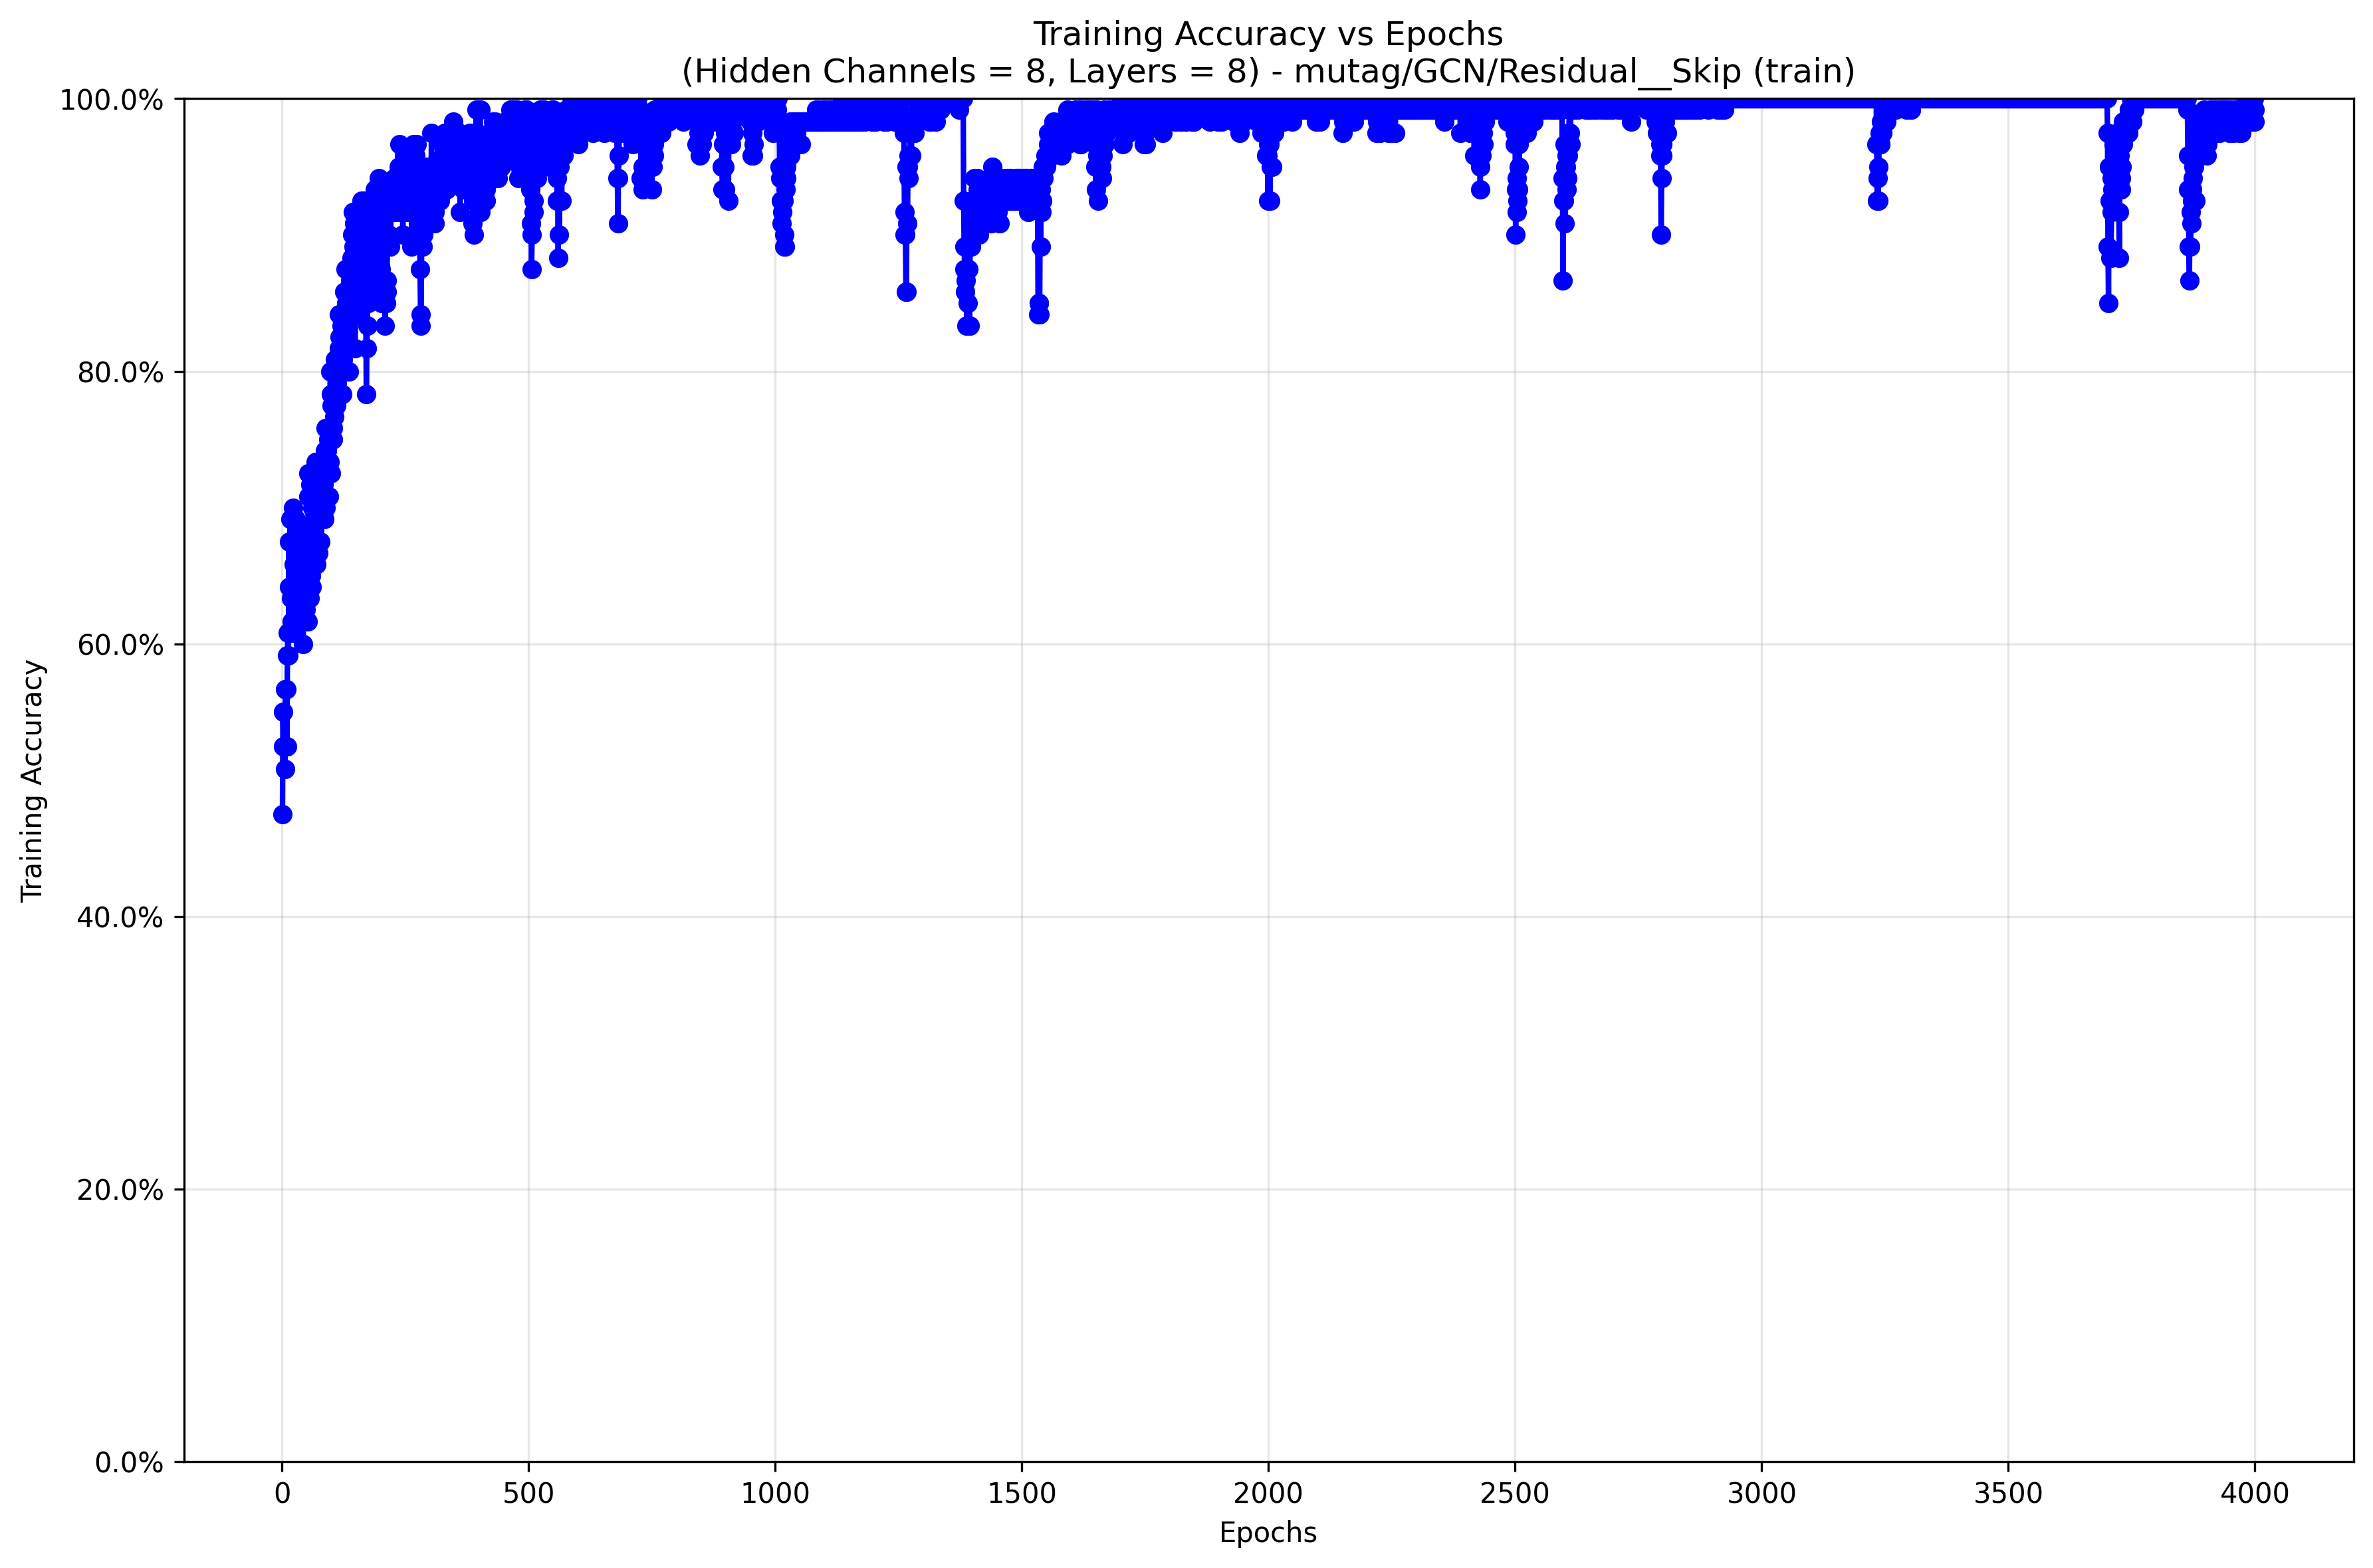 Training Accuracy vs Epochs
(Hidden Channels = 8, Layers = 8) - mutag/GCN/Residual__Skip (train)
100.0%
80.0%
60.0%
40.0%
20.0%
0.0%
Training Accuracy
0 500 1000 1500 2000 2500 3000 3500 4000
Epochs